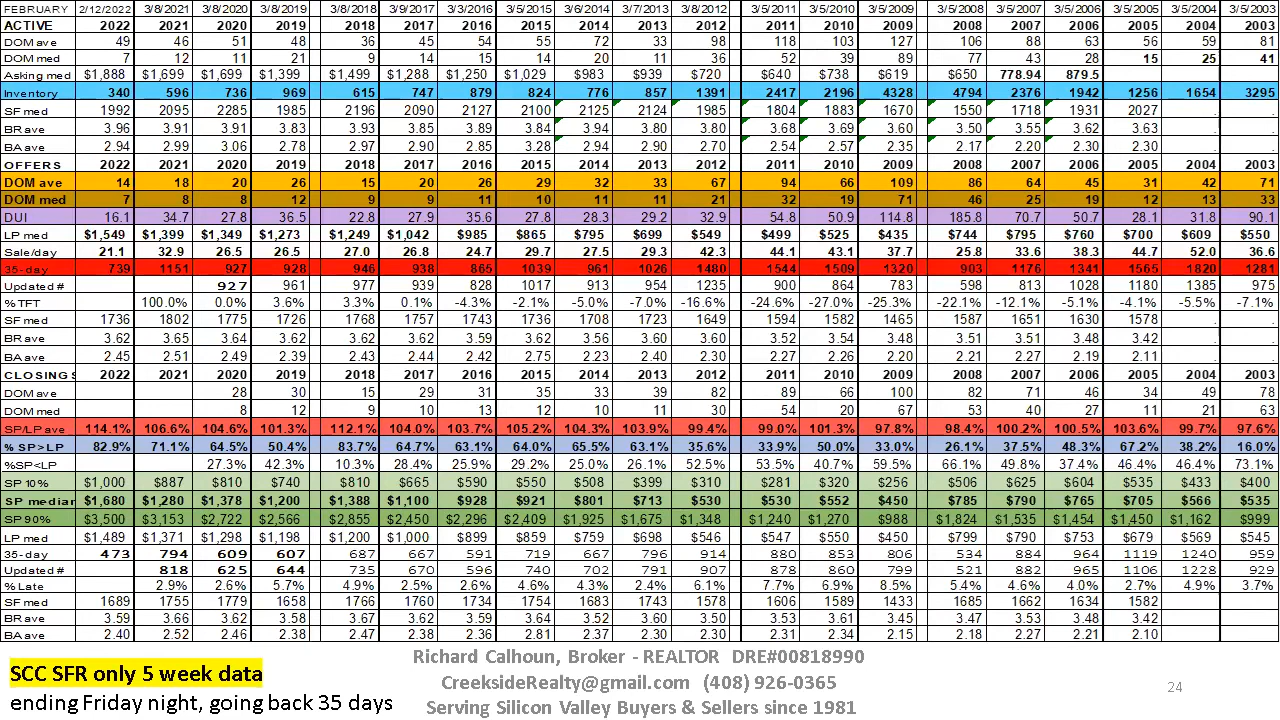 FEBRUARY 2/12/2022 3/8/2021 3/8/2020 3/8/2019 3/8/2018 3/9/2017 3/3/2016 3/5/2015 3/6/2014 3/7/2013 3/8/2012 3/5/2011 3/5/2010 3/5/2009 3/5/2008 3/5/2007 3/5/2006 3/5/2005 3/5/2004 3/5/2003
ACTIVE 2022 2021 2020 2019 2018 2017 2016 2015 2014 2013 2012 2011 2010 2009 2008 2007 2006 2005 2004 2003
DOM ave 49 46 51 48 36 45 54 55 72 33 98 118 103 127 106 88 63 56 59 81
DOM med 7 12 11 21 9 14 15 14 20 11 36 52 39 89 77 43 28 15 25 41
Asking med $1,888 $1,699 $1,699 $1,399 $1,499 $1,288 $1,250 $1,029 $983 $939 $720 $640 $738 $619 $650 778.94 879.5
Inventory 340 596 736 969 615 747 879 824 776 857 1391 2417 2196 4328 4794 2376 1942 1256 1654 3295
SF med 1992 2095 2285 1985 2196 2090 2127 2100 2125 2124 1985 1804 1883 1670 1550 1718 1931 2027 . .
BR ave 3.96 3.91 3.91 3.83 3.93 3.85 3.89 3.84 3.94 3.80 3.80 3.68 3.69 3.60 3.50 3.55 3.62 3.63 . .
BA ave 2.94 2.99 3.06 2.78 2.97 2.90 2.85 3.28 2.94 2.90 2.70 2.54 2.57 2.35 2.17 2.20 2.30 2.30 . .
OFFERS 2022 2021 2020 2019 2018 2017 2016 2015 2014 2013 2012 2011 2010 2009 2008 2007 2006 2005 2004 2003
DOM ave 14 18 20 26 15 20 26 29 32 33 67 94 66 109 86 64 45 31 42 71
DOM med 7 8 8 12 9 9 11 10 11 11 21 32 19 71 46 25 19 12 13 33
DUI 16.1 34.7 27.8 36.5 22.8 27.9 35.6 27.8 28.3 29.2 32.9 54.8 50.9 114.8 185.8 70.7 50.7 28.1 31.8 90.1
LP med $1,549 $1,399 $1,349 $1,273 $1,249 $1,042 $985 $865 $795 $699 $549 $499 $525 $435 $744 $795 $760 $700 $609 $550
Sale/day 21.1 32.9 26.5 26.5 27.0 26.8 24.7 29.7 27.5 29.3 42.3 44.1 43.1 37.7 25.8 33.6 38.3 44.7 52.0 36.6
35-day 739 1151 927 928 946 938 865 1039 961 1026 1480 1544 1509 1320 903 1176 1341 1565 1820 1281
Updated # 927 961 977 939 828 1017 913 954 1235 900 864 783 598 813 1028 1180 1385 975
% TFT 100.0% 0.0% 3.6% 3.3% 0.1% -4.3% -2.1% -5.0% -7.0% -16.6% -24.6% -27.0% -25.3% -22.1% -12.1% -5.1% -4.1% -5.5% -7.1%
SF med 1736 1802 1775 1726 1768 1757 1743 1736 1708 1723 1649 1594 1582 1465 1587 1651 1630 1578 . .
BR ave 3.62 3.65 3.64 3.62 3.62 3.62 3.59 3.62 3.56 3.60 3.60 3.52 3.54 3.48 3.51 3.51 3.48 3.42 . .
BA ave 2.45 2.51 2.49 2.39 2.43 2.44 2.42 2.75 2.23 2.40 2.30 2.27 2.26 2.20 2.21 2.27 2.19 2.11 . .
CLOSINGS 2022 2021 2020 2019 2018 2017 2016 2015 2014 2013 2012 2011 2010 2009 2008 2007 2006 2005 2004 2003
DOM ave 28 30 15 29 31 35 33 39 82 89 66 100 82 71 46 34 49 78
DOM med 8 12 9 10 13 12 10 11 30 54 20 67 53 40 27 11 21 63
SP/LP ave 114.1% 106.6% 104.6% 101.3% 112.1% 104.0% 103.7% 105.2% 104.3% 103.9% 99.4% 99.0% 101.3% 97.8% 98.4% 100.2% 100.5% 103.6% 99.7% 97.6%
% SP>LP 82.9% 71.1% 64.5% 50.4% 83.7% 64.7% 63.1% 64.0% 65.5% 63.1% 35.6% 33.9% 50.0% 33.0% 26.1% 37.5% 48.3% 67.2% 38.2% 16.0%
%SP<LP 27.3% 42.3% 10.3% 28.4% 25.9% 29.2% 25.0% 26.1% 52.5% 53.5% 40.7% 59.5% 66.1% 49.8% 37.4% 46.4% 46.4% 73.1%
SP 10% $1,000 $887 $810 $740 $810 $665 $590 $550 $508 $399 $310 $281 $320 $256 $506 $625 $604 $535 $433 $400
SP median $1,680 $1,280 $1,378 $1,200 $1,388 $1,100 $928 $921 $801 $713 $530 $530 $552 $450 $785 $790 $765 $705 $566 $535
SP 90% $3,500 $3,153 $2,722 $2,566 $2,855 $2,450 $2,296 $2,409 $1,925 $1,675 $1,348 $1,240 $1,270 $988 $1,824 $1,535 $1,454 $1,450 $1,162 $999
LP med $1,489 $1,371 $1,298 $1,198 $1,200 $1,000 $899 $859 $759 $698 $546 $547 $550 $450 $799 $790 $753 $679 $569 $545
35-day 473 794 609 607 687 667 591 719 667 796 914 880 853 806 534 884 964 1119 1240 959
Updated # 818 625 644 735 670 596 740 702 791 907 878 860 799 521 882 965 1106 1228 929
% Late 2.9% 2.6% 5.7% 4.9% 2.5% 2.6% 4.6% 4.3% 2.4% 6.1% 7.7% 6.9% 8.5% 5.4% 4.6% 4.0% 2.7% 4.9% 3.7%
SF med 1689 1755 1779 1658 1766 1760 1734 1754 1683 1743 1578 1606 1589 1433 1685 1662 1634 1582
BR ave 3.59 3.66 3.62 3.58 3.67 3.62 3.59 3.64 3.52 3.60 3.50 3.53 3.61 3.45 3.47 3.53 3.48 3.42
BA ave 2.40 2.52 2.46 2.38 2.47 2.38 2.36 2.81 2.37 2.30 2.30 2.31 2.34 2.15 2.18 2.27 2.21 2.10
SCC SFR only 5 week data
ending Friday night, going back 35 days
Richard Calhoun, Broker - REALTOR DRE#00818990
CreeksideRealty@gmail.com (408) 926-0365
Serving Silicon Valley Buyers & Sellers since 1981
24